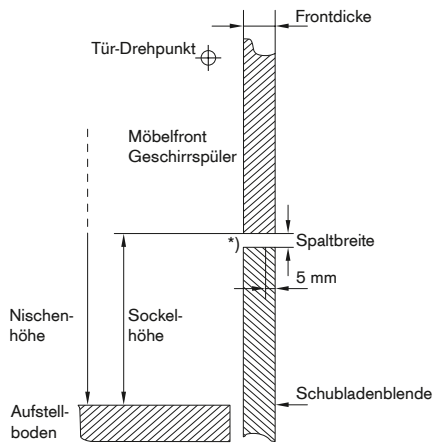 Frontdicke
Tür-Drehpunkt
Möbelfront
Geschirrspüler
*)
Spaltbreite
5 mm
Nischen-
höhe
Sockel-
höhe
Schubladenblende
Aufstell-
boden